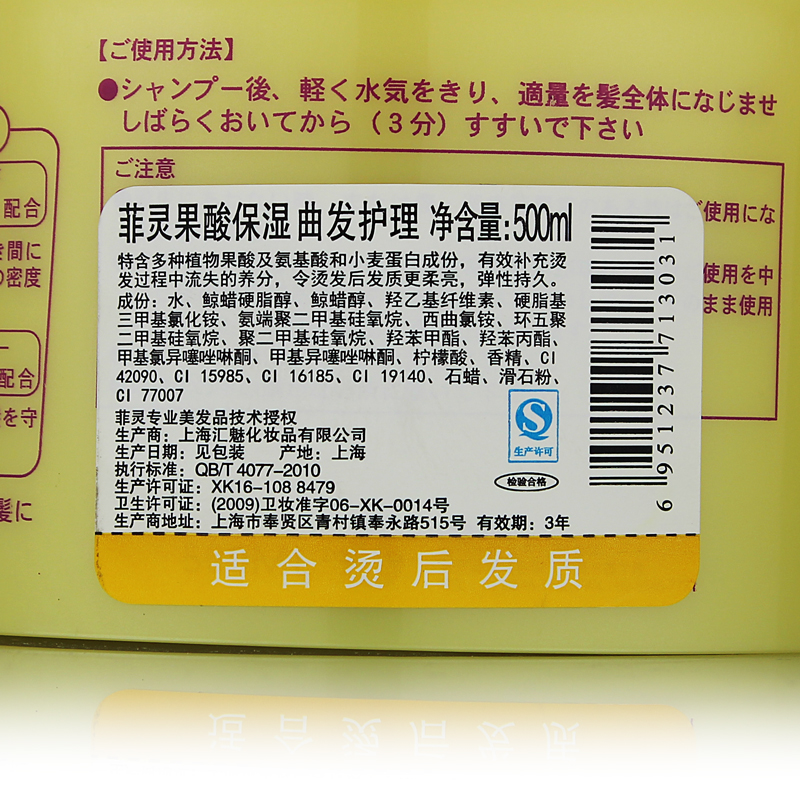 【ご使用方法】
●シャンプー後、軽く水気をきり、適量を髪全体になじませ
しばらくおいてから（3分）すすいで下さい
ご注意
配合
間に
の密度
配合
を守
髪に
ご使用にな
使用を中
まま使用
菲灵果酸保湿 曲发护理 净含量:500ml
特含多种植物果酸及氨基酸和小麦蛋白成份，有效补充烫
发过程中流失的养分，令烫后发质更柔亮，弹性持久。
成份：水、鲸蜡硬脂醇、鲸蜡醇、羟乙基纤维素、硬脂基
三甲基氯化铵、氨端聚二甲基硅氧烷、西曲氯铵、环五聚
二甲基硅氧烷、聚二甲基硅氧烷、羟苯甲酯、羟苯丙酯、
甲基氯异噻唑啉酮、甲基异噻唑啉酮、柠檬酸、香精、CI
42090、CI 15985、CI 16185、CI 19140、石蜡、滑石粉、
CI 77007
菲灵专业美发品技术授权
生产商：上海汇魅化妆品有限公司
生产日期：见包装 产地：上海
执行标准：QB/T 4077-2010
生产许可证：XK16-108 8479
卫生许可证：(2009)卫妆准字06-XK-0014号
生产商地址：上海市奉贤区青村镇奉永路515号 有效期：3年
生产许可
检验合格
6 951237 713031
适合烫后发质